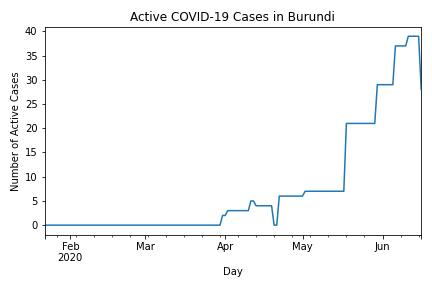 Active COVID-19 Cases in Burundi
Number of Active Cases
40
35
30
25
20
15
10
5
0
Feb
2020
Mar
Apr
May
Jun
Day